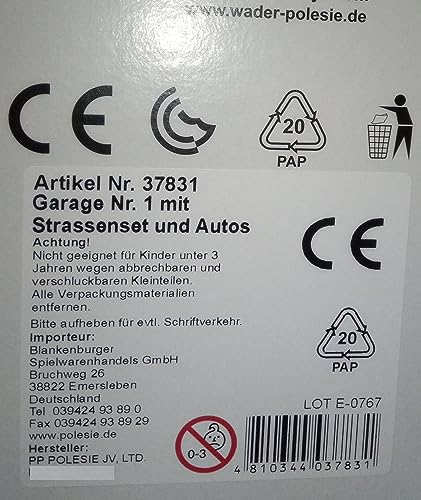 www.wader-polesie.de
CE
20
PAP
Artikel Nr. 37831
Garage Nr. 1 mit
Strassenset und Autos
Achtung!
Nicht geeignet für Kinder unter 3
Jahren wegen abbrechbaren und
verschluckbaren Kleinteilen.
Alle Verpackungsmaterialien
entfernen.
Bitte aufheben für evtl. Schriftverkehr.
Importeur:
Blankenburger
Spielwarenhandels GmbH
Bruchweg 26
38822 Emersleben
Deutschland
Tel 039424 93 89 0
Fax 039424 93 89 29
www.polesie.de
Hersteller:
PP POLESIE JV, LTD.
CE
20
PAP
0-3
LOT E-0767
4 810344 037831